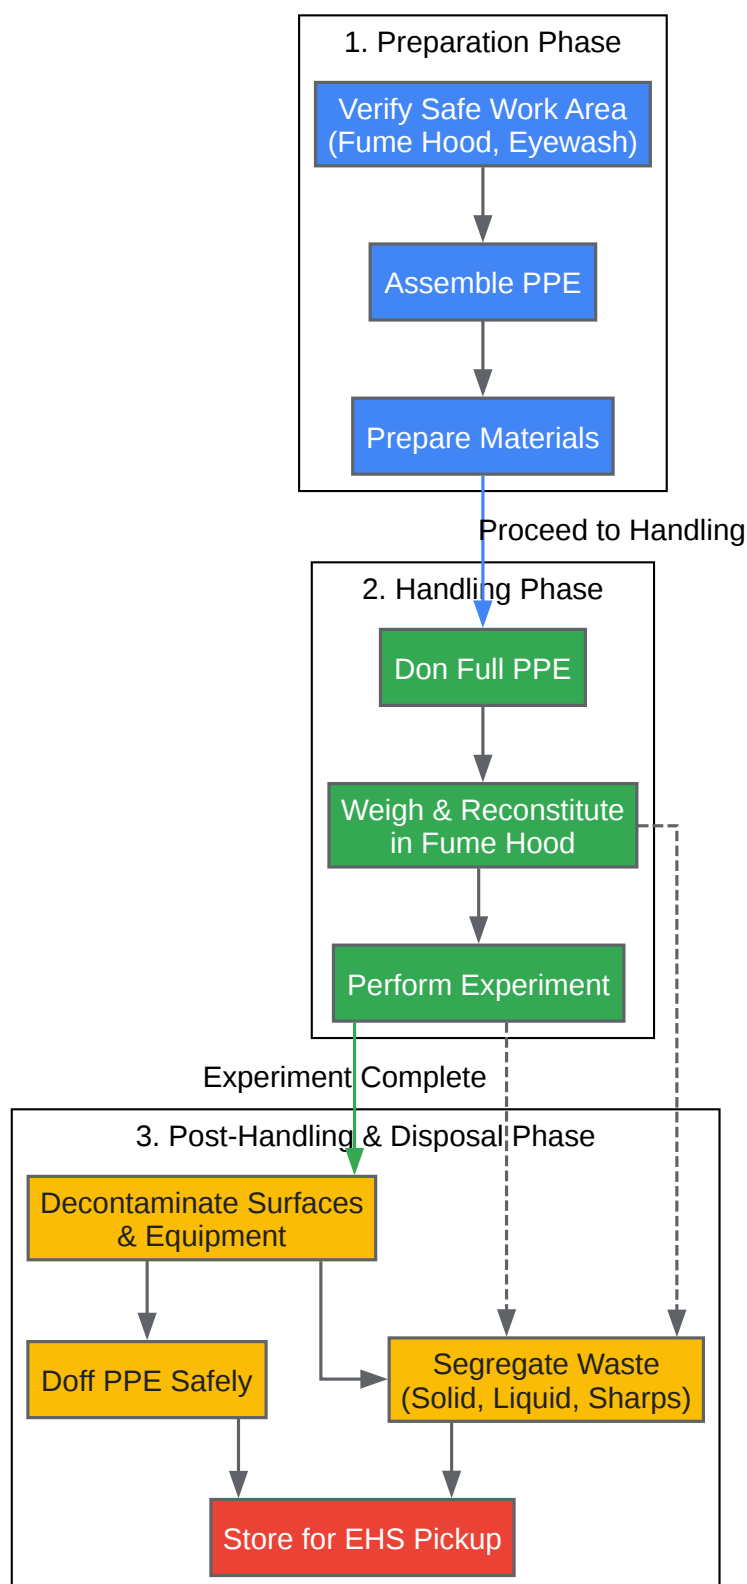 1. Preparation Phase
Verify Safe Work Area
(Fume Hood, Eyewash)
Assemble PPE
Prepare Materials
Proceed to Handling
2. Handling Phase
Don Full PPE
Weigh & Reconstitute
in Fume Hood
Perform Experiment
Experiment Complete
3. Post-Handling & Disposal Phase
Decontaminate Surfaces
& Equipment
Doff PPE Safely
Segregate Waste
(Solid, Liquid, Sharps)
Store for EHS Pickup